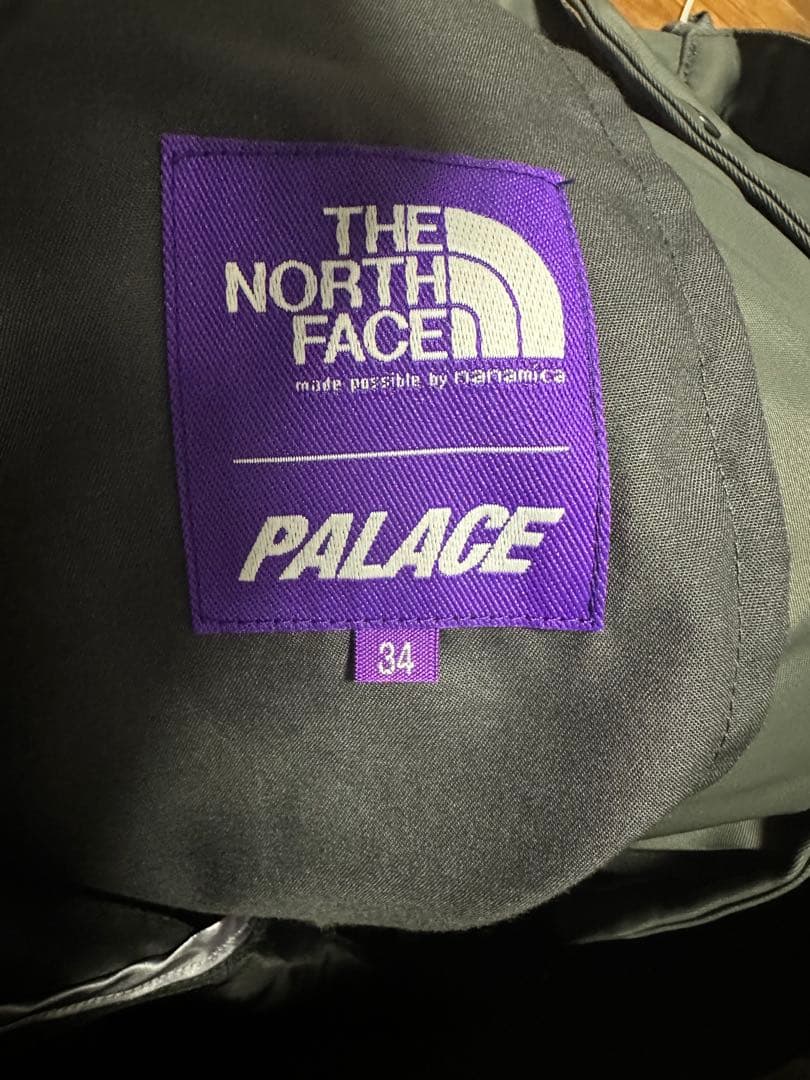 THE
NORTH
FACE
made possible by nanamica
PALACE
34